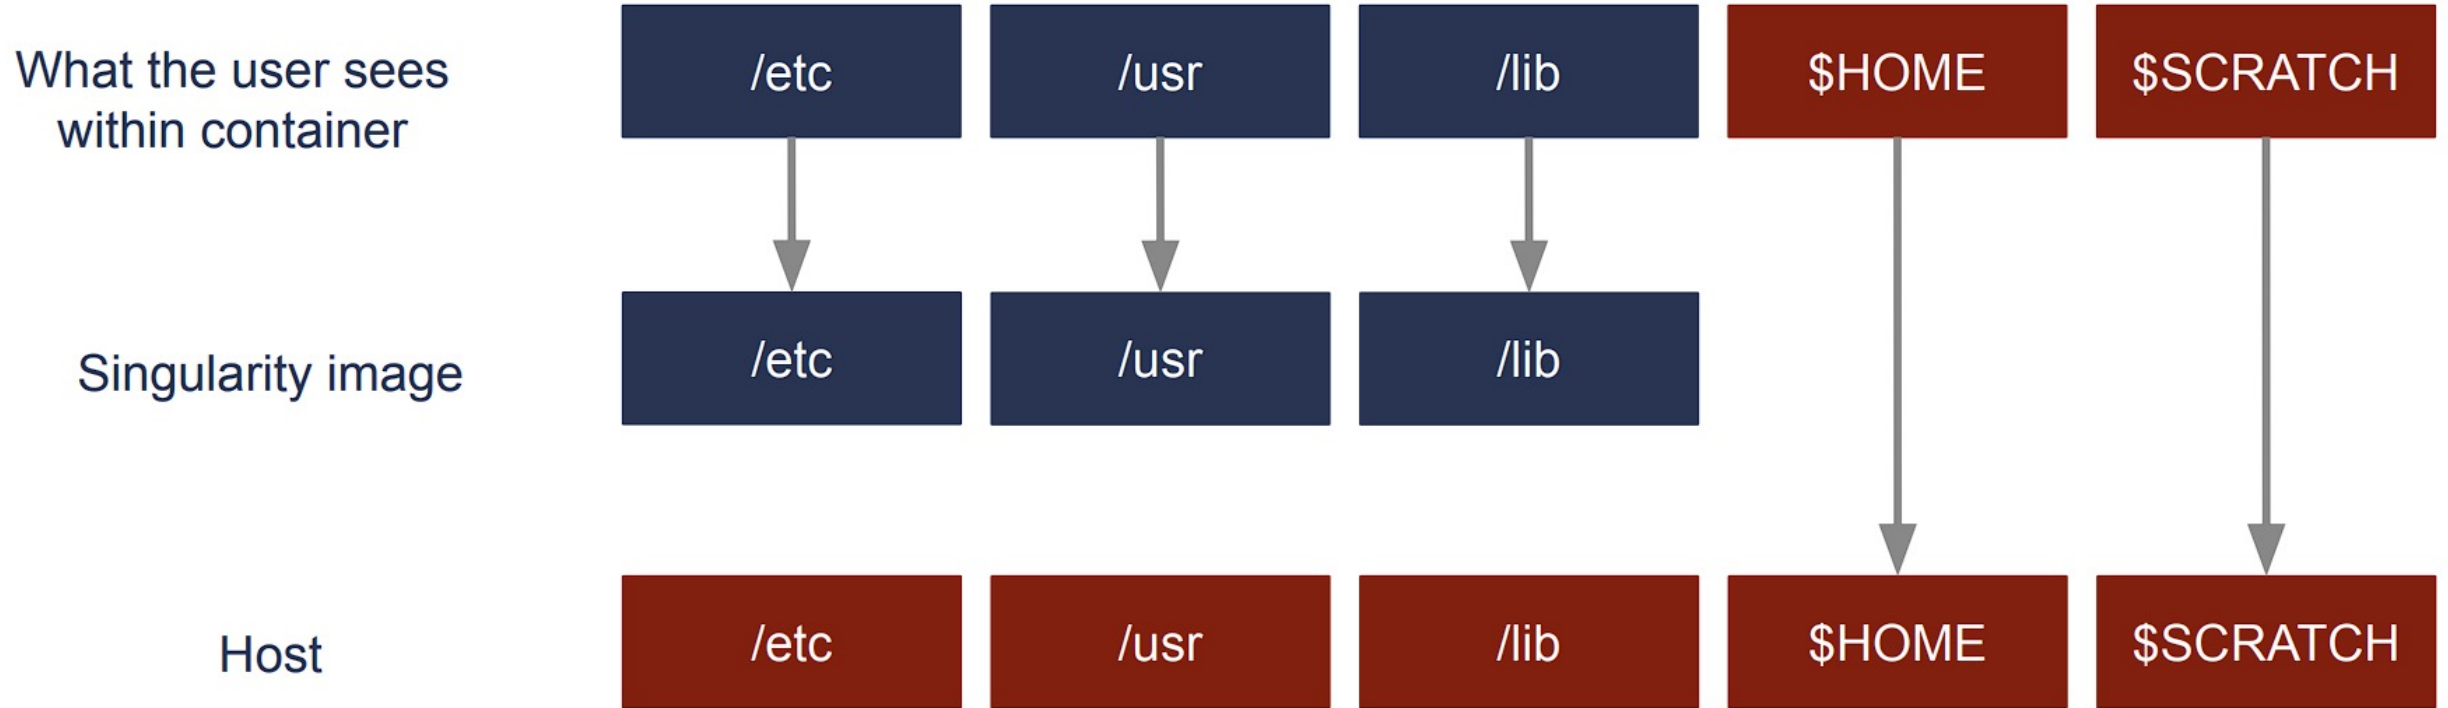 What the user sees
within container
/etc
/usr
/lib
$HOME
$SCRATCH
Singularity image
/etc
/usr
/lib
Host
/etc
/usr
/lib
$HOME
$SCRATCH